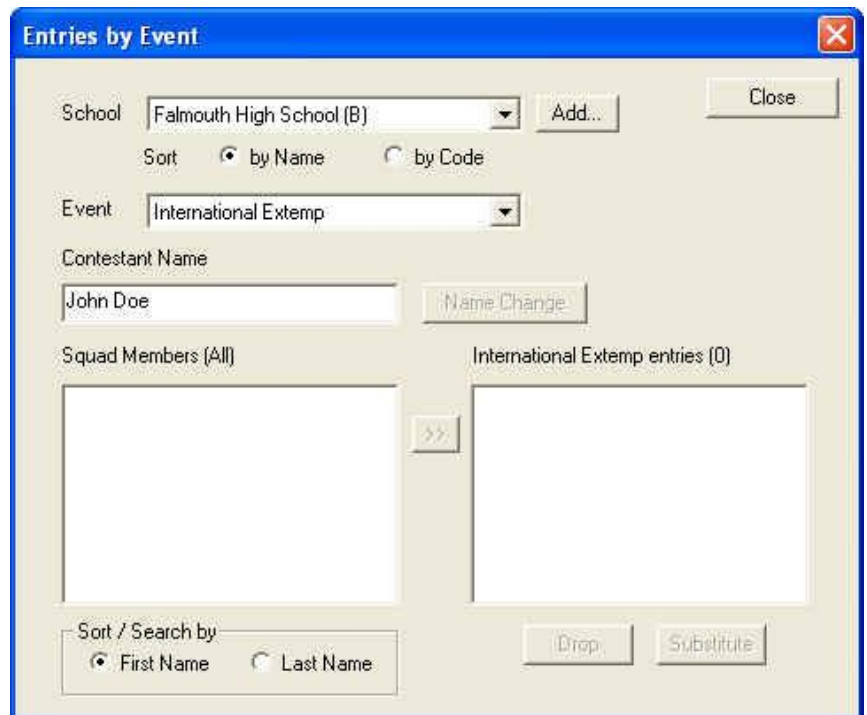 Entries by Event
School Falmouth High School (B) Add... Close
Sort by Name by Code
Event International Extemp
Contestant Name
John Doe Name Change
Squad Members (All) International Extemp entries (0)
>>
Sort / Search by
First Name Last Name Drop Substitute